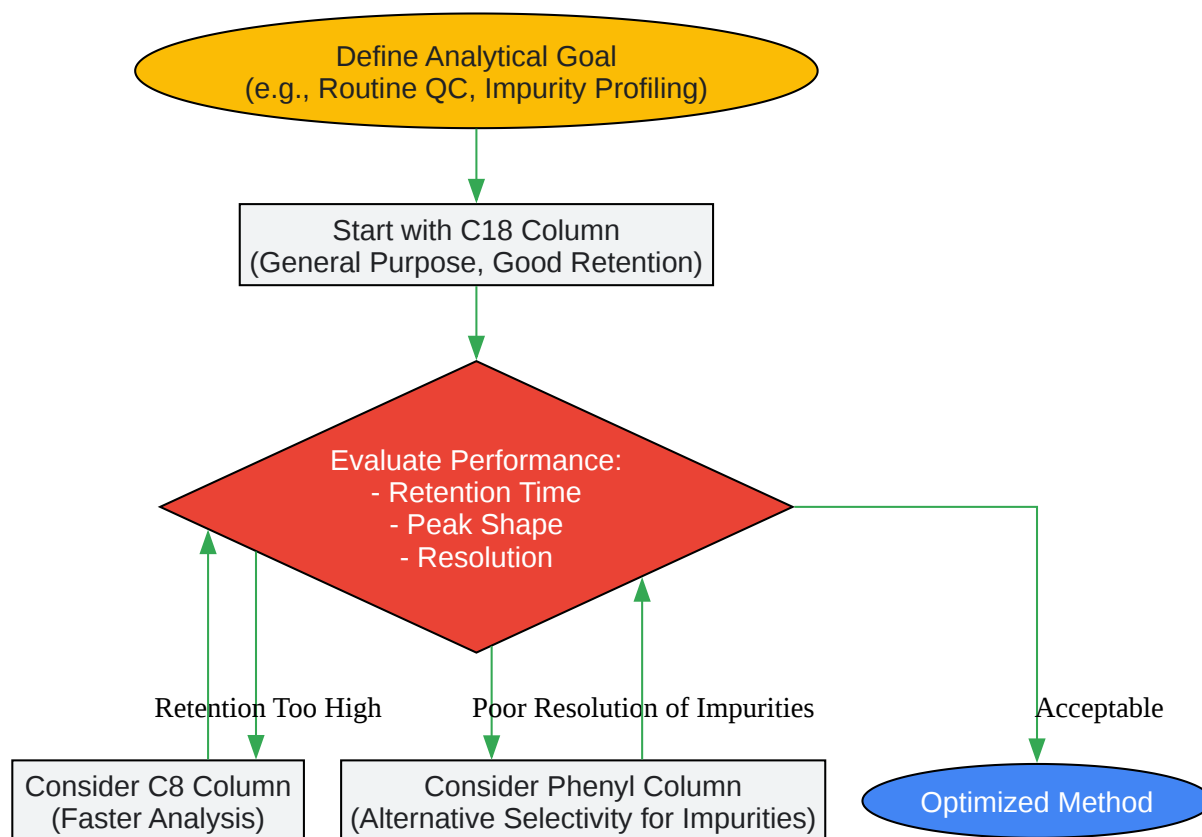 Define Analytical Goal
(e.g., Routine QC, Impurity Profiling)
Start with C18 Column
(General Purpose, Good Retention)
Evaluate Performance:
- Retention Time
- Peak Shape
- Resolution
Retention Too High
Poor Resolution of Impurities
Acceptable
Consider C8 Column
(Faster Analysis)
Consider Phenyl Column
(Alternative Selectivity for Impurities)
Optimized Method